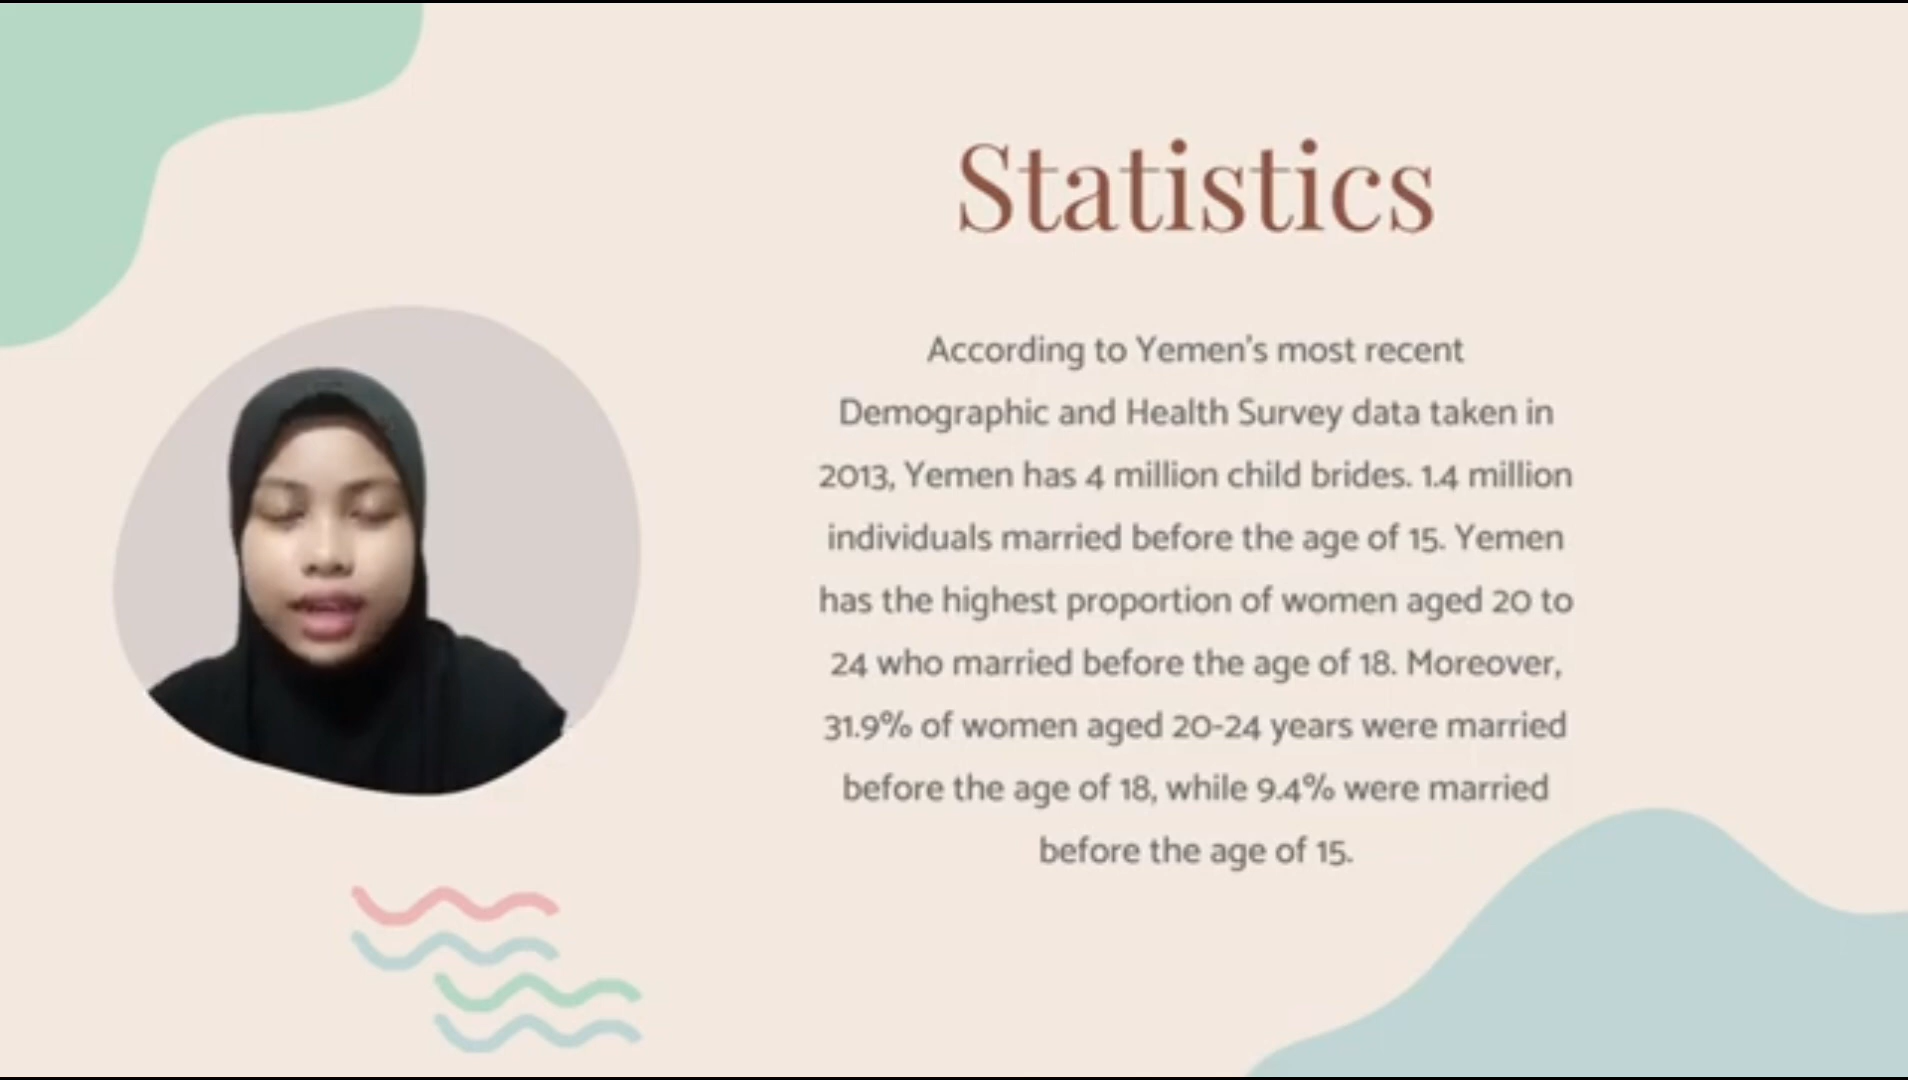 Statistics
According to Yemen's most recent
Demographic and Health Survey data taken in
2013, Yemen has 4 million child brides. 1.4 million
individuals married before the age of 15. Yemen
has the highest proportion of women aged 20 to
24 who married before the age of 18. Moreover,
31.9% of women aged 20-24 years were married
before the age of 18, while 9.4% were married
before the age of 15.